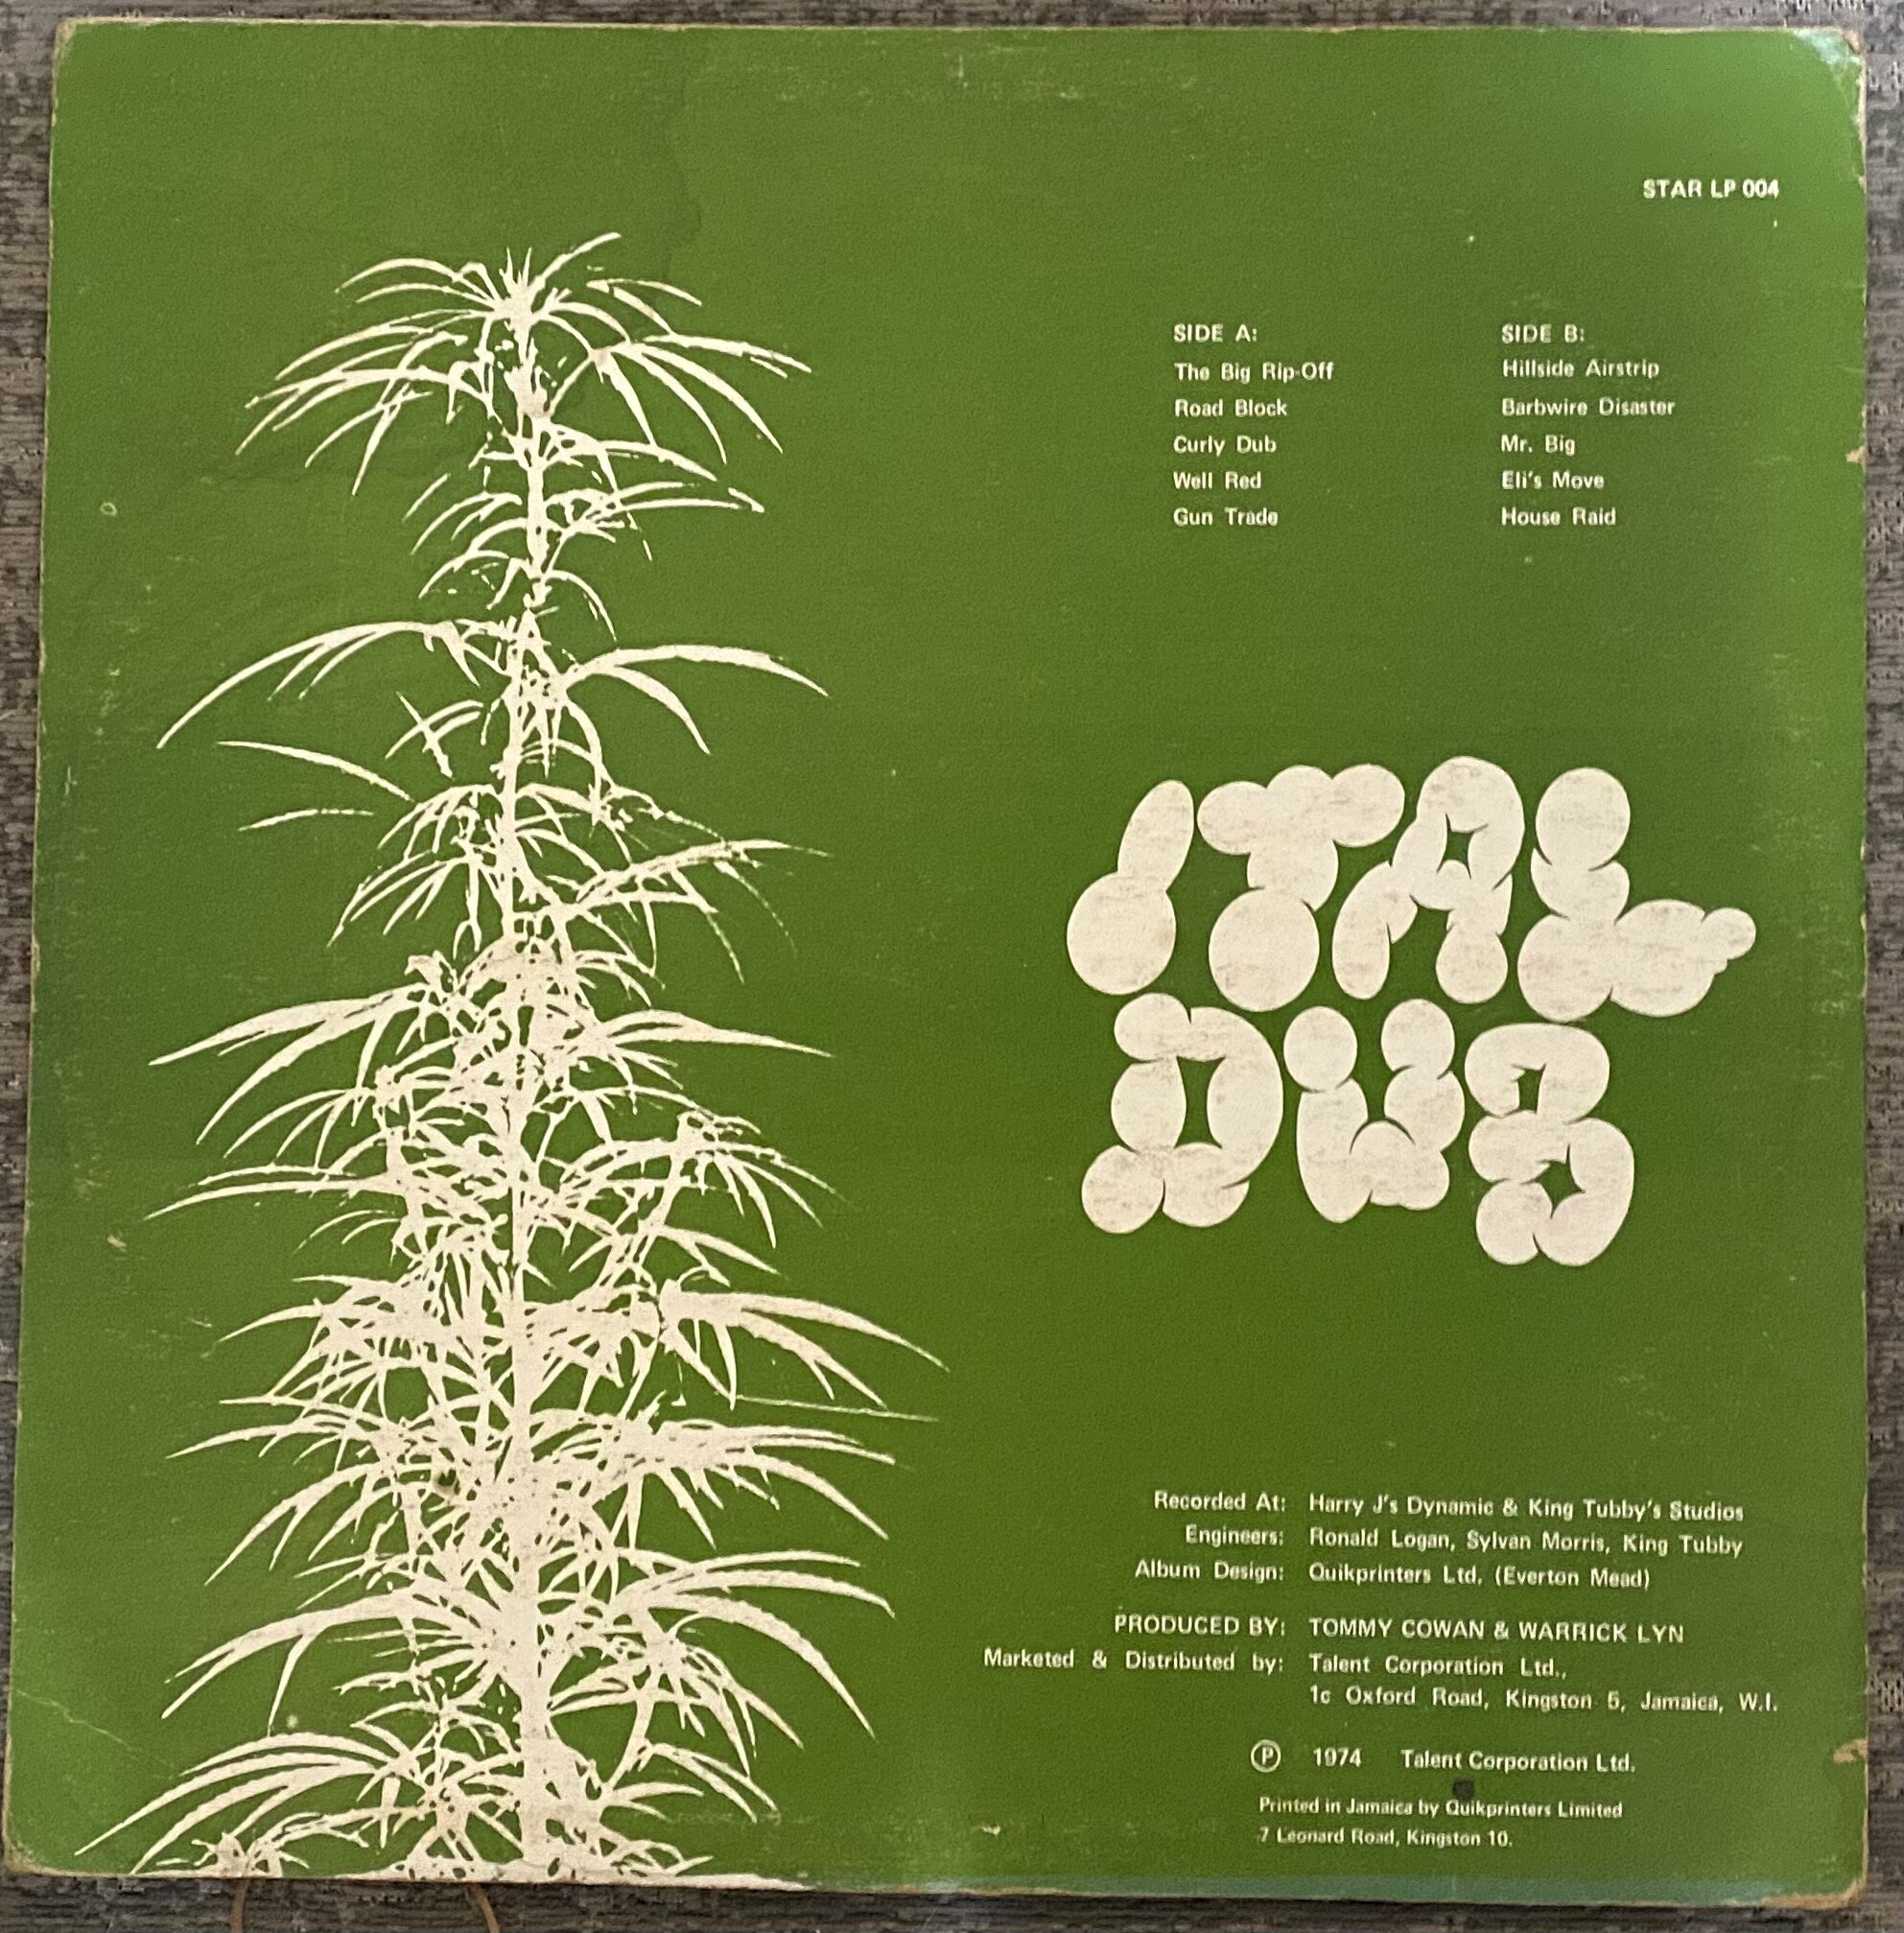 STAR LP 004
SIDE A:
The Big Rip-Off
Road Block
Curly Dub
Well Red
Gun Trade
SIDE B:
Hillside Airstrip
Barbwire Disaster
Mr. Big
Eli's Move
House Raid
ITAL
DUB
Recorded At: Harry J's Dynamic & King Tubby's Studios
Engineers: Ronald Logan, Sylvan Morris, King Tubby
Album Design: Quikprinters Ltd, (Everton Mead)
PRODUCED BY: TOMMY COWAN & WARRICK LYN
Marketed & Distributed by: Talent Corporation Ltd.,
1c Oxford Road, Kingston 5, Jamaica, W.I.
Ⓟ 1974 Talent Corporation Ltd.
Printed in Jamaica by Quikprinters Limited
7 Leonard Road, Kingston 10.